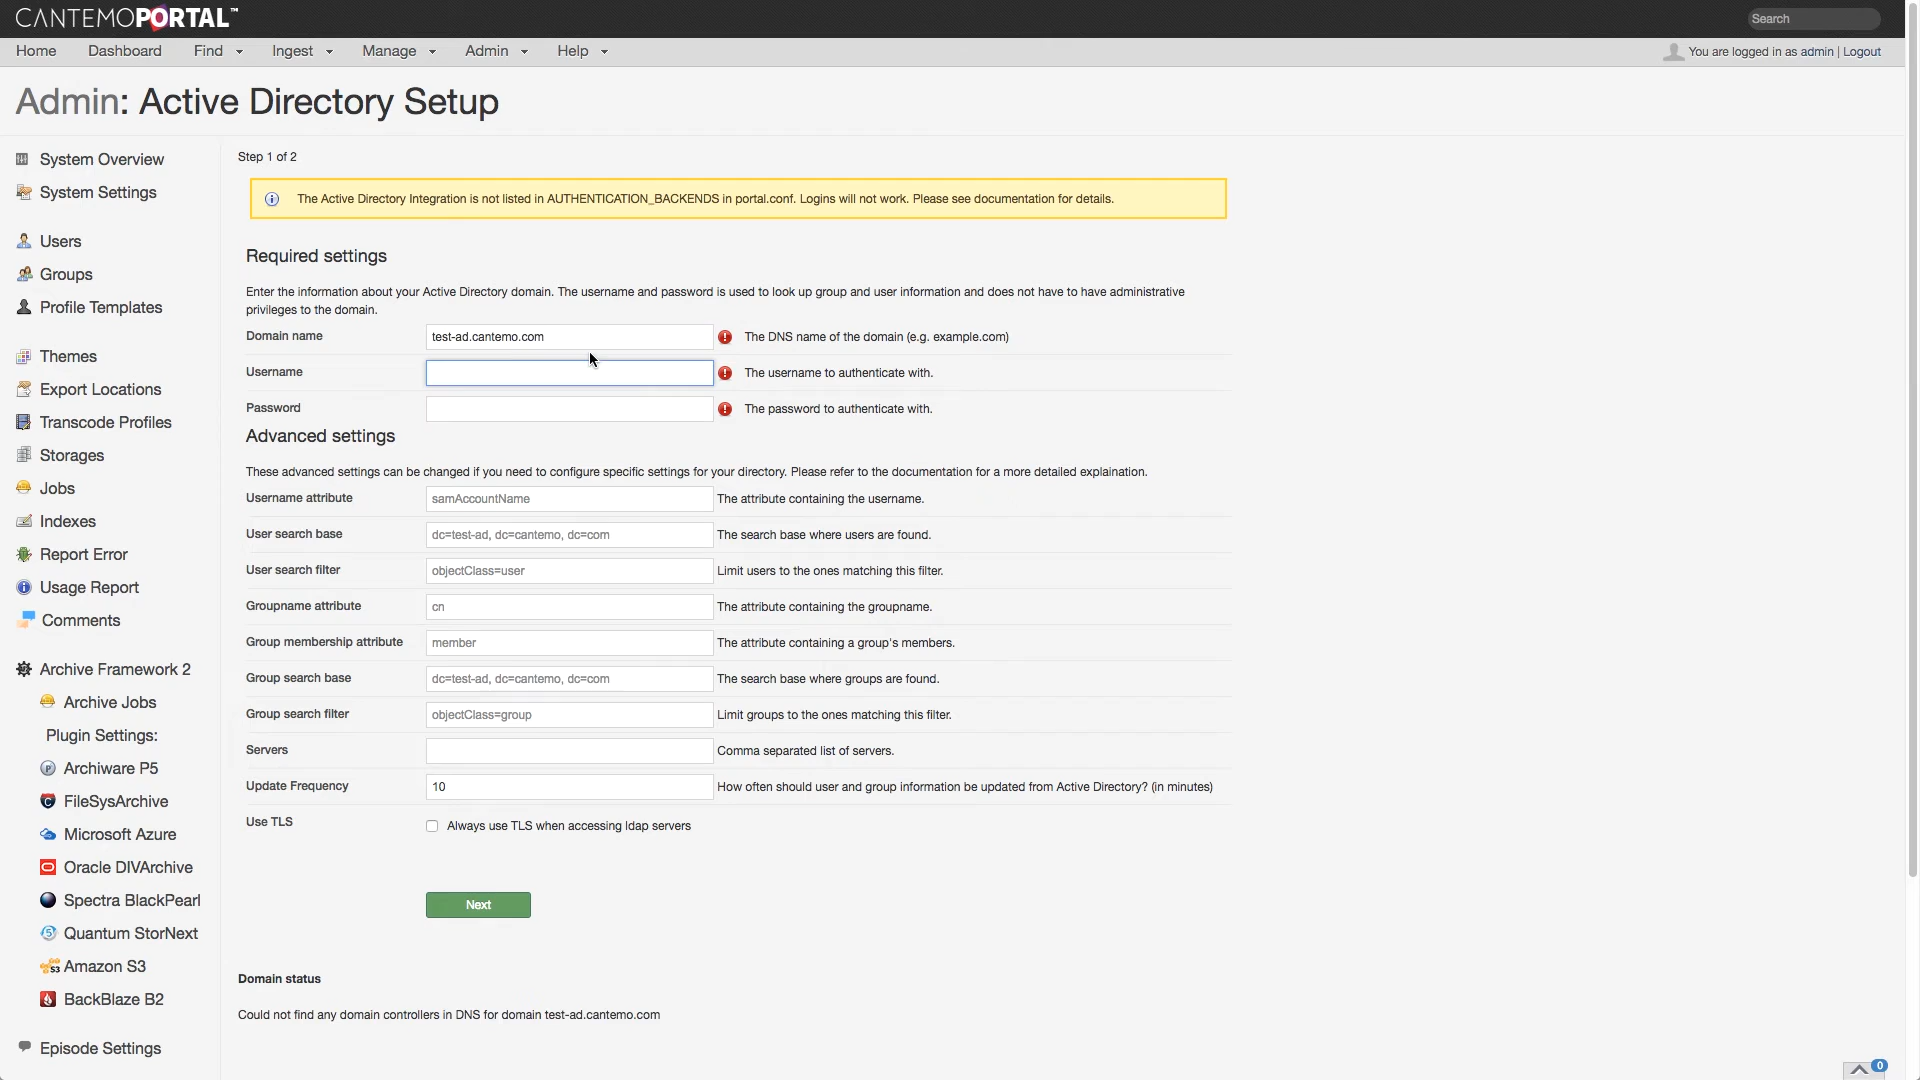 CANTEMOPORTAL™
Search
Home Dashboard Find Ingest Manage Admin Help
You are logged in as admin | Logout
Admin: Active Directory Setup
System Overview
System Settings
Users
Groups
Profile Templates
Themes
Export Locations
Transcode Profiles
Storages
Jobs
Indexes
Report Error
Usage Report
Comments
Archive Framework 2
Archive Jobs
Plugin Settings:
Archiware P5
FileSysArchive
Microsoft Azure
Oracle DIVArchive
Spectra BlackPearl
Quantum StorNext
Amazon S3
BackBlaze B2
Episode Settings
Step 1 of 2
The Active Directory Integration is not listed in AUTHENTICATION_BACKENDS in portal.conf. Logins will not work. Please see documentation for details.
Required settings
Enter the information about your Active Directory domain. The username and password is used to look up group and user information and does not have to have administrative
privileges to the domain.
Domain name test-ad.cantemo.com The DNS name of the domain (e.g. example.com)
Username The username to authenticate with.
Password The password to authenticate with.
Advanced settings
These advanced settings can be changed if you need to configure specific settings for your directory. Please refer to the documentation for a more detailed explaination.
Username attribute samAccountName The attribute containing the username.
User search base dc=test-ad, dc=cantemo, dc=com The search base where users are found.
User search filter objectClass=user Limit users to the ones matching this filter.
Groupname attribute cn The attribute containing the groupname.
Group membership attribute member The attribute containing a group's members.
Group search base dc=test-ad, dc=cantemo, dc=com The search base where groups are found.
Group search filter objectClass=group Limit groups to the ones matching this filter.
Servers Comma separated list of servers.
Update Frequency 10 How often should user and group information be updated from Active Directory? (in minutes)
Use TLS Always use TLS when accessing ldap servers
Next
Domain status
Could not find any domain controllers in DNS for domain test-ad.cantemo.com
0